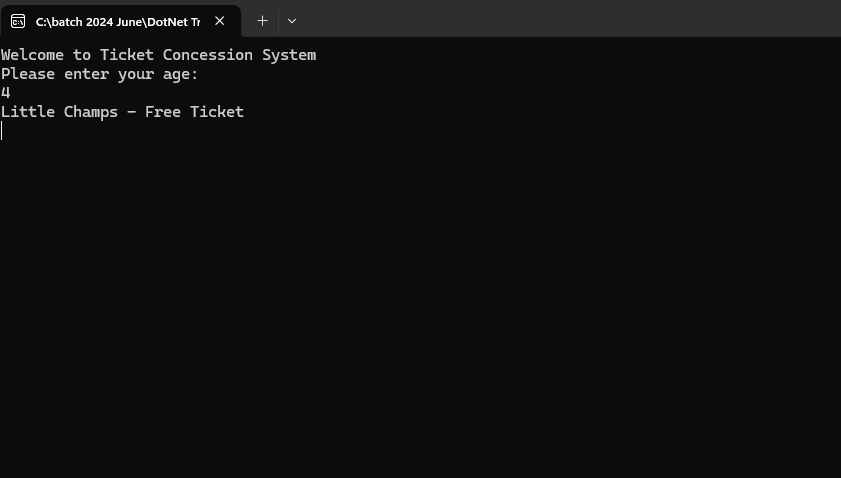 C:\batch 2024 June\DotNet Tr
Welcome to Ticket Concession System
Please enter your age:
4
Little Champs - Free Ticket